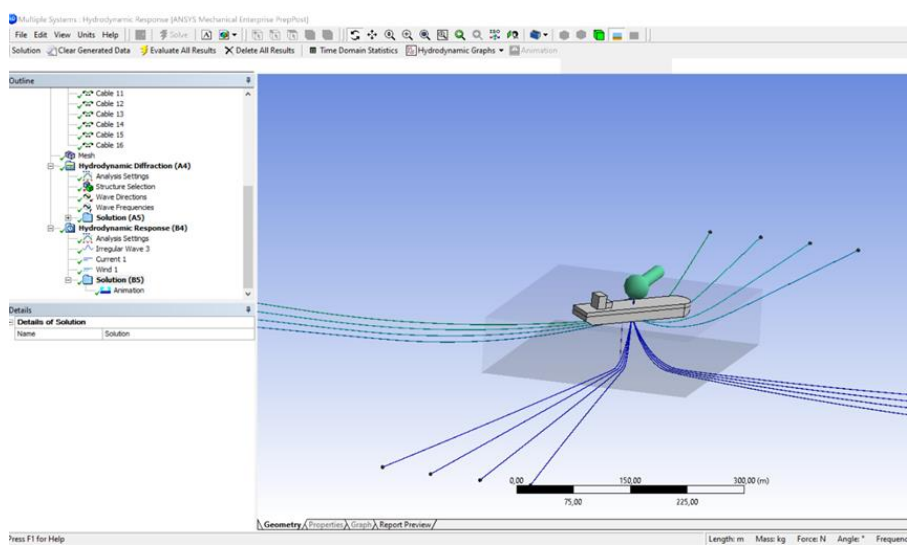 Multiple Systems : Hydrodynamic Response (ANSYS Mechanical Enterprise PrepPost)
File Edit View Units Help Solve
Solution Clear Generated Data Evaluate All Results Delete All Results Time Domain Statistics Hydrodynamic Graphs Animation
Outline
Cable 11
Cable 12
Cable 13
Cable 14
Cable 15
Cable 16
Mesh
Hydrodynamic Diffraction (A4)
Analysis Settings
Structure Selection
Wave Directions
Wave Frequencies
Solution (A5)
Hydrodynamic Response (B4)
Analysis Settings
Irregular Wave 3
Current 1
Wind 1
Solution (B5)
Animation
Details
Details of Solution
Name Solution
0,00 150,00 300,00 (m)
75,00 225,00
Geometry Properties Graph Report Preview
Press F1 for Help Length: m Mass: kg Force: N Angle: ° Frequenc